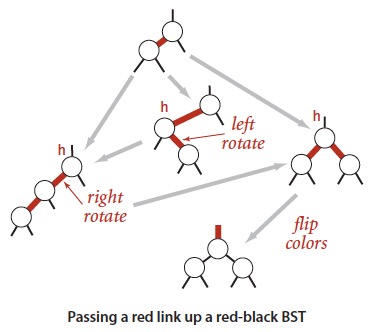 h
h
left
rotate
h
right
rotate
flip
colors
Passing a red link up a red-black BST